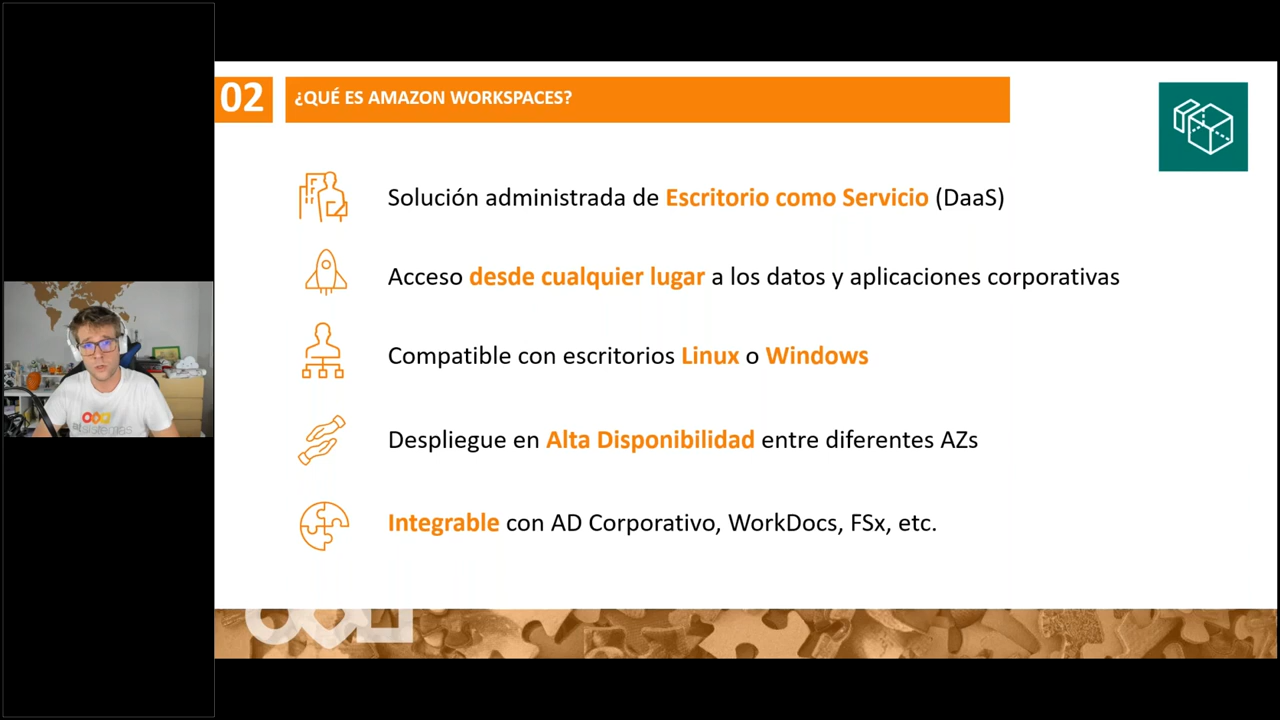 02
¿QUÉ ES AMAZON WORKSPACES?
Solución administrada de Escritorio como Servicio (DaaS)
Acceso desde cualquier lugar a los datos y aplicaciones corporativas
Compatible con escritorios Linux o Windows
Despliegue en Alta Disponibilidad entre diferentes AZs
Integrable con AD Corporativo, WorkDocs, FSx, etc.
atsistemas